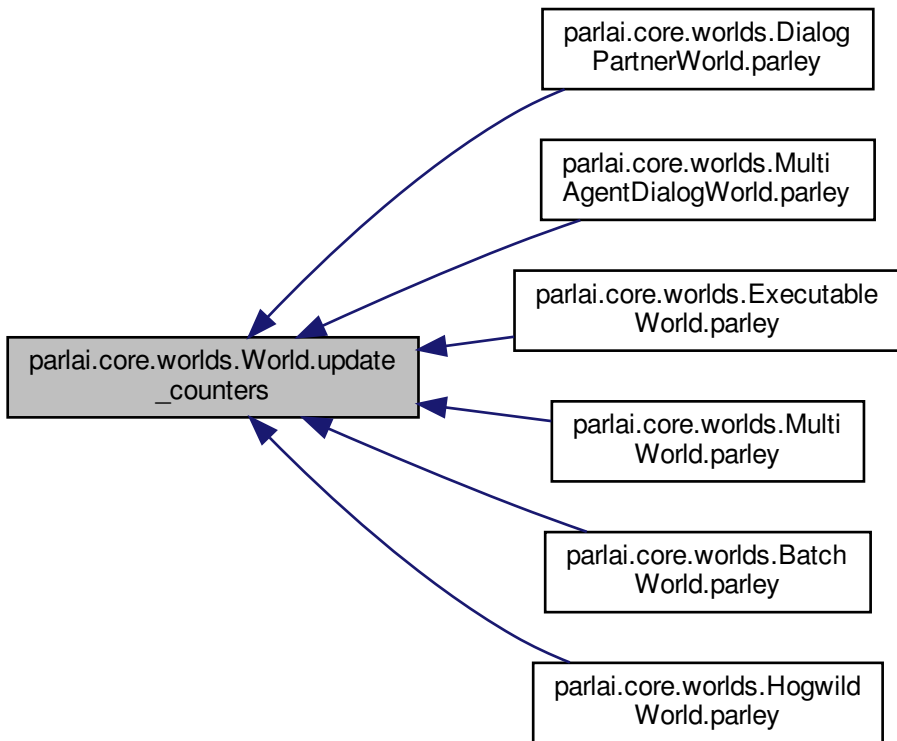 parlai.core.worlds.Dialog
PartnerWorld.parley
parlai.core.worlds.Multi
AgentDialogWorld.parley
parlai.core.worlds.Executable
World.parley
parlai.core.worlds.World.update
_counters
parlai.core.worlds.Multi
World.parley
parlai.core.worlds.Batch
World.parley
parlai.core.worlds.Hogwild
World.parley